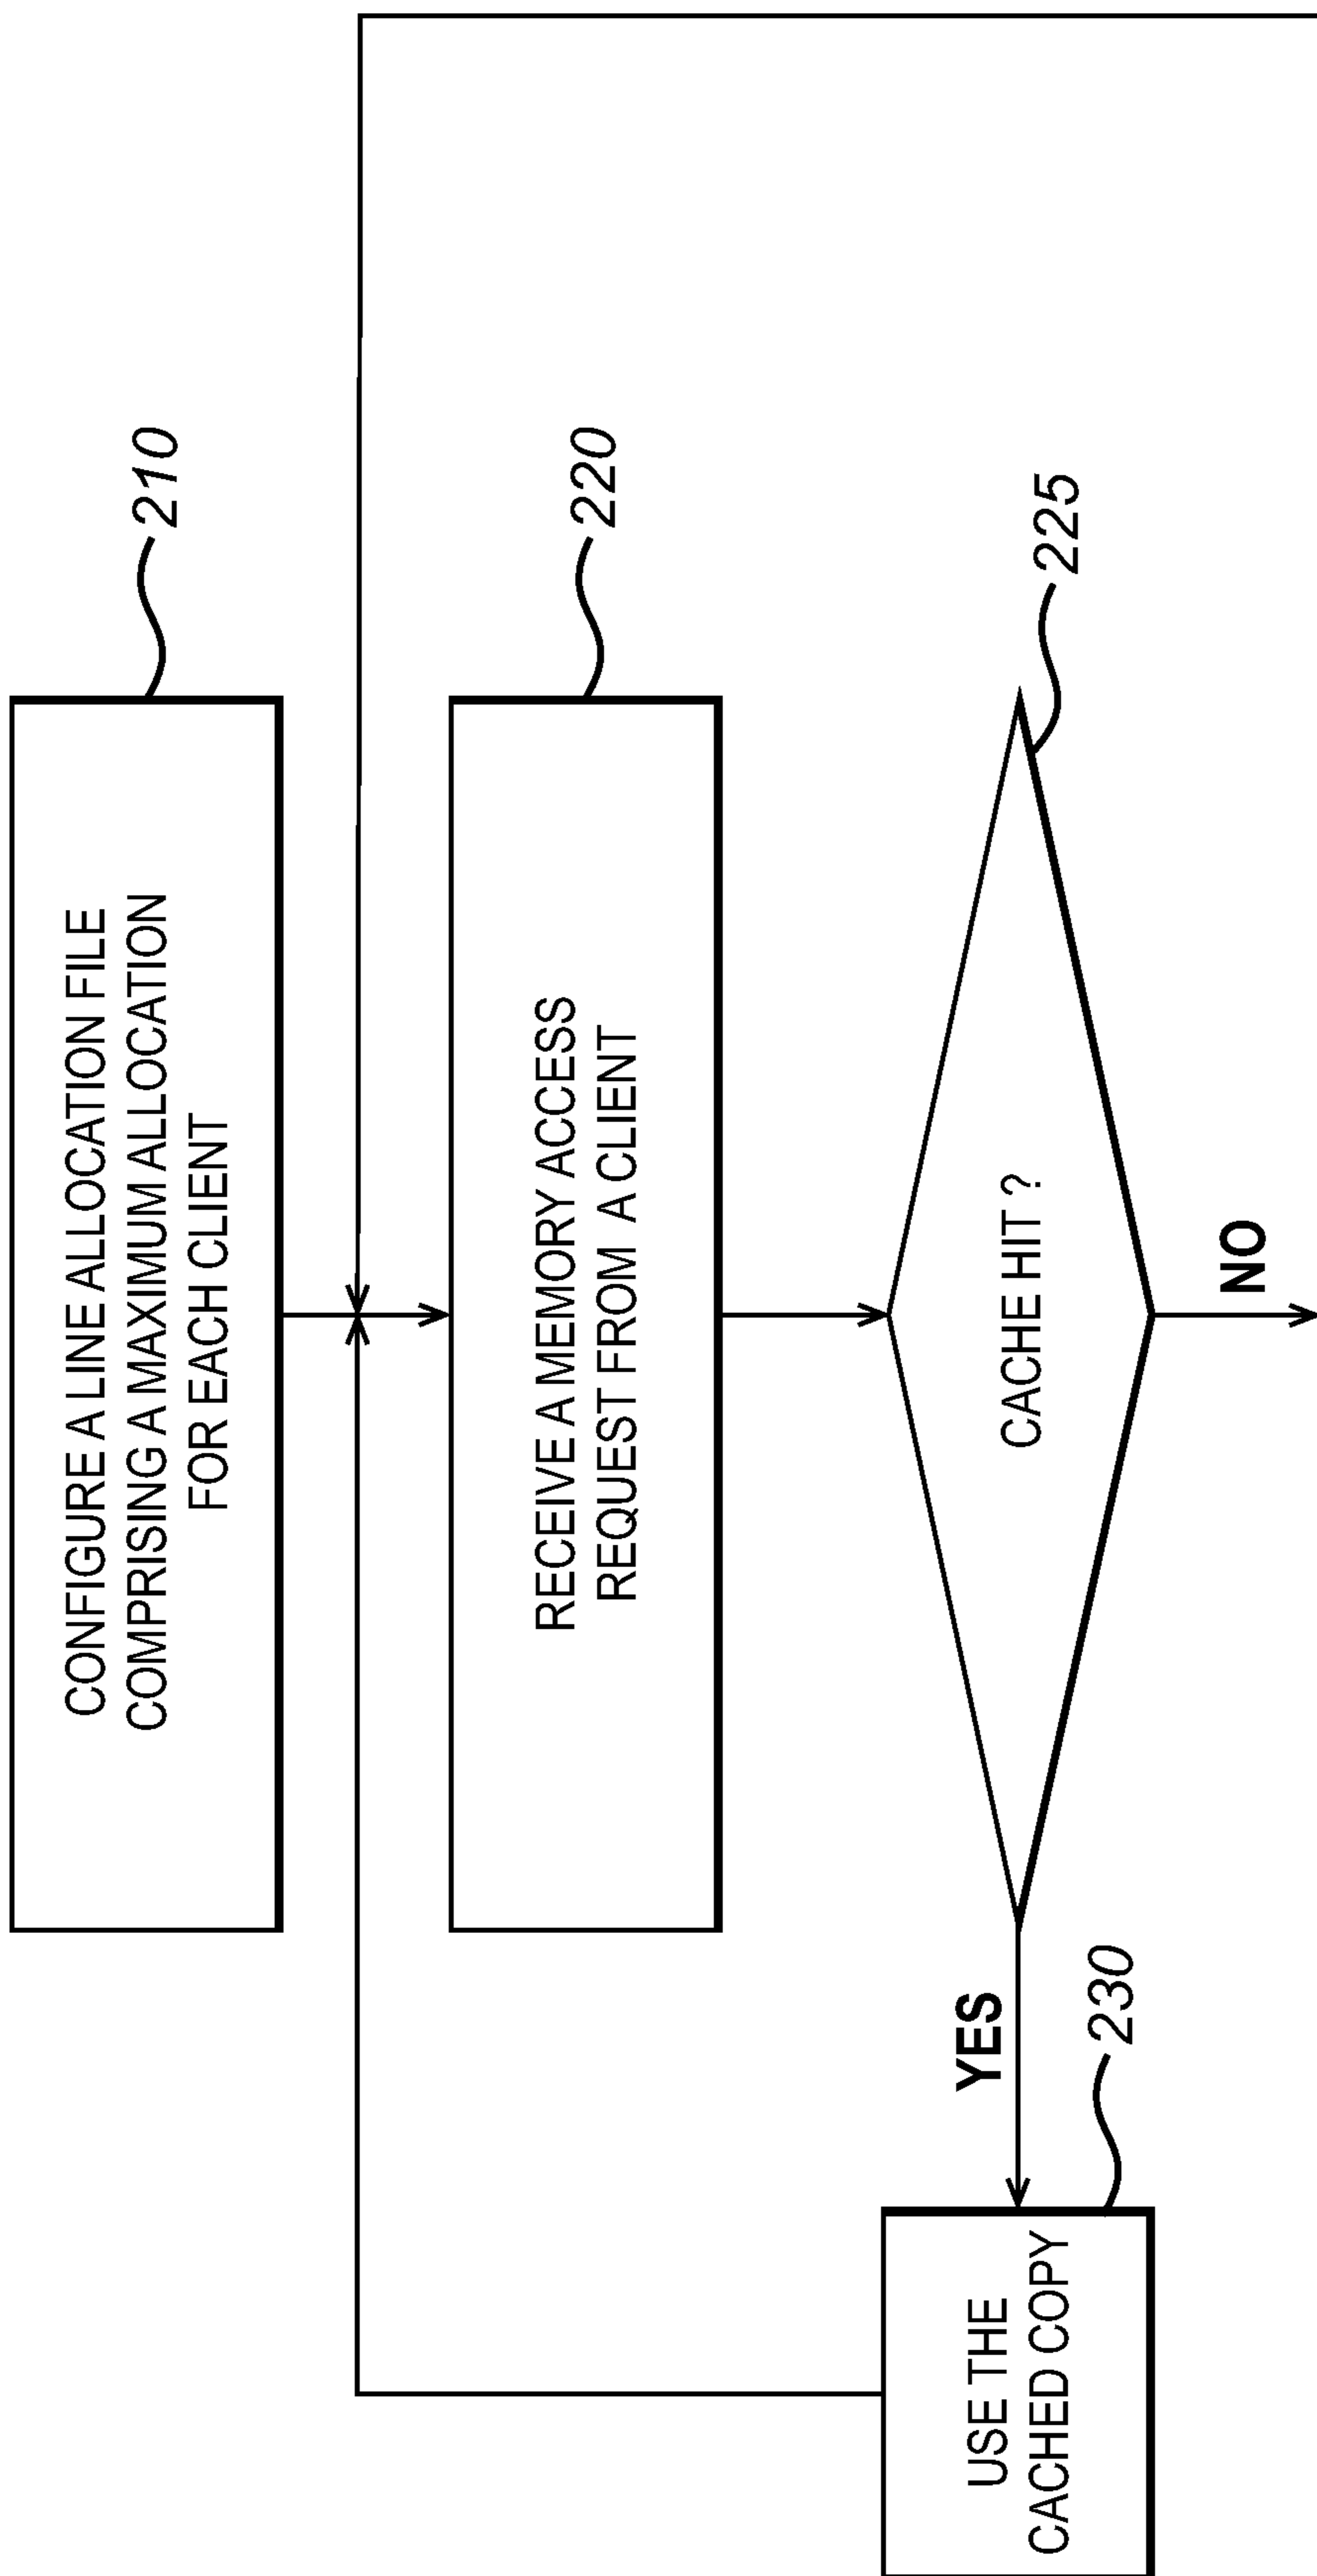 CONFIGURE A LINE ALLOCATION FILE
COMPRISING A MAXIMUM ALLOCATION
FOR EACH CLIENT
210
RECEIVE A MEMORY ACCESS
REQUEST FROM A CLIENT
220
CACHE HIT ?
225
YES
NO
USE THE
CACHED COPY
230